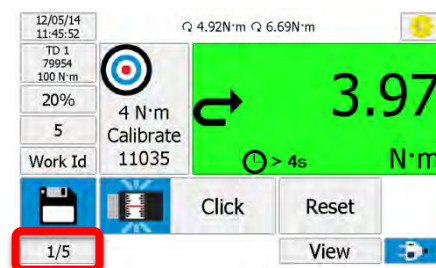 12/05/14
11:45:52
4.92N·m 6.69N·m
TD 1
79954
100 N·m
20%
5
Work Id
4 N·m
Calibrate
11035
3.97
> 4s
N·m
Click
Reset
1/5
View